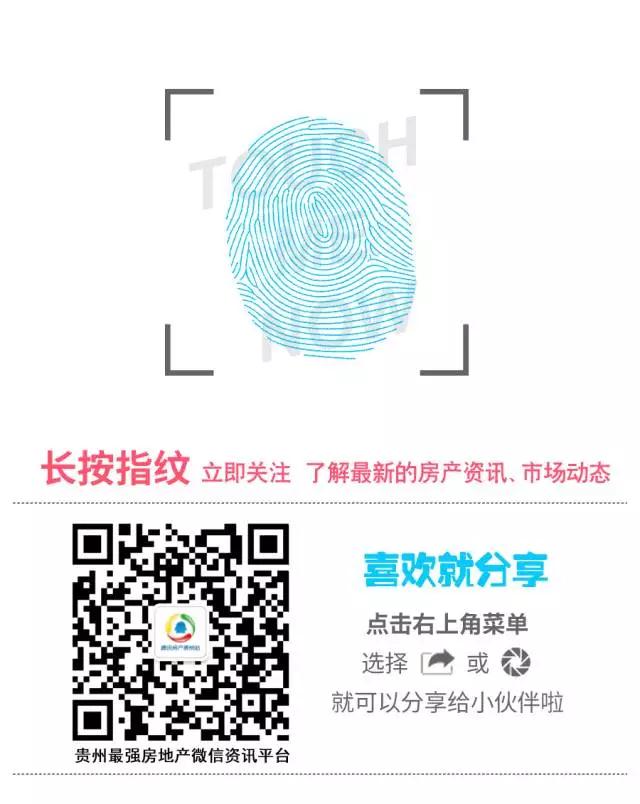 TOUCH
ME
NOW
长按指纹 立即关注 了解最新的房产资讯、市场动态
喜欢就分享
点击右上角菜单
选择 或
就可以分享给小伙伴啦
腾讯房产贵州站
贵州最强房地产微信资讯平台